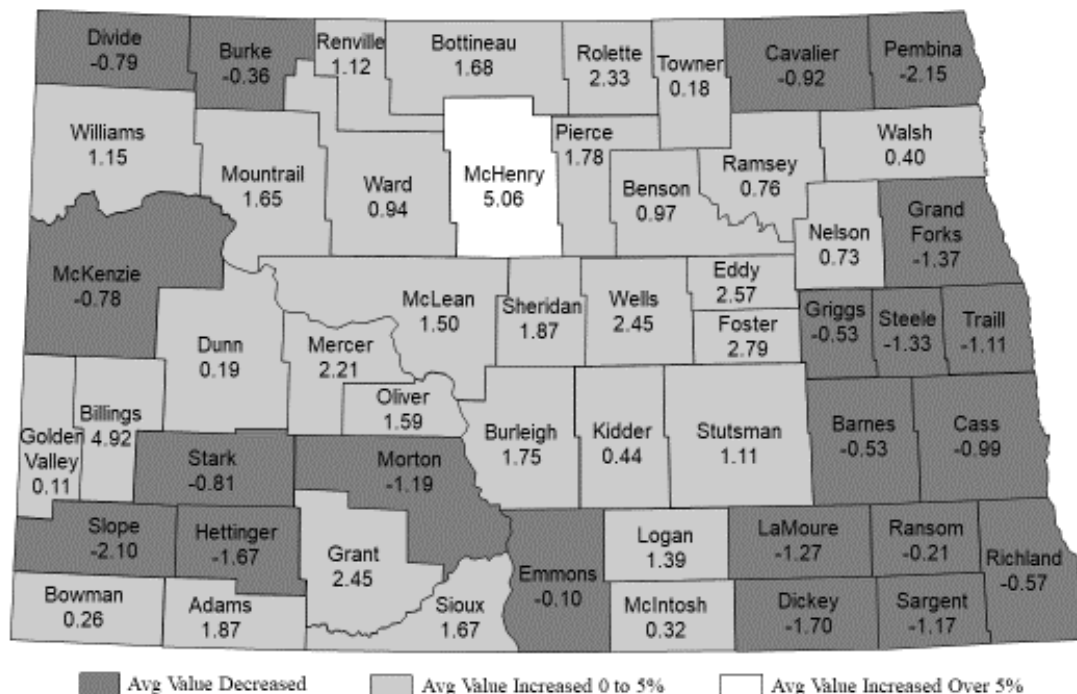 Divide
-0.79
Burke
-0.36
Renville
1.12
Bottineau
1.68
Rolette
2.33
Towner
0.18
Cavalier
-0.92
Pembina
-2.15
Williams
1.15
Mountrail
1.65
Ward
0.94
McHenry
5.06
Pierce
1.78
Benson
0.97
Ramsey
0.76
Walsh
0.40
Nelson
0.73
Grand
Forks
-1.37
McKenzie
-0.78
Dunn
0.19
McLean
1.50
Mercer
2.21
Oliver
1.59
Sheridan
1.87
Wells
2.45
Eddy
2.57
Foster
2.79
Griggs
-0.53
Steele
-1.33
Traill
-1.11
Golden
Valley
0.11
Billings
4.92
Stark
-0.81
Morton
-1.19
Burleigh
1.75
Kidder
0.44
Stutsman
1.11
Barnes
-0.53
Cass
-0.99
Slope
-2.10
Hettinger
-1.67
Grant
2.45
Emmons
-0.10
Logan
1.39
LaMoure
-1.27
Ransom
-0.21
Richland
-0.57
Bowman
0.26
Adams
1.87
Sioux
1.67
McIntosh
0.32
Dickey
-1.70
Sargent
-1.17
Avg Value Decreased
Avg Value Increased 0 to 5%
Avg Value Increased Over 5%